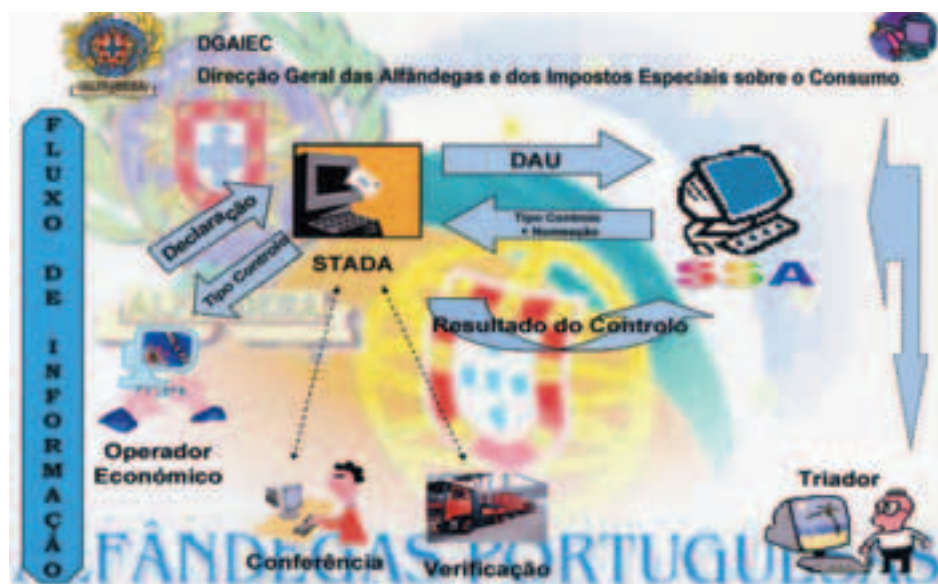 DGAIEC
Direcção Geral das Alfândegas e dos Impostos Especiais sobre o Consumo
FLUXO DE INFORMAÇÃO
DAU
Tipo Controlo
+ Nomeação
Declaração
Tipo Controlo
STADA
SSA
Resultado do Controlo
Operador
Económico
Triador
Conferência
Verificação
ALFÂNDEGAS PORTUGUESAS